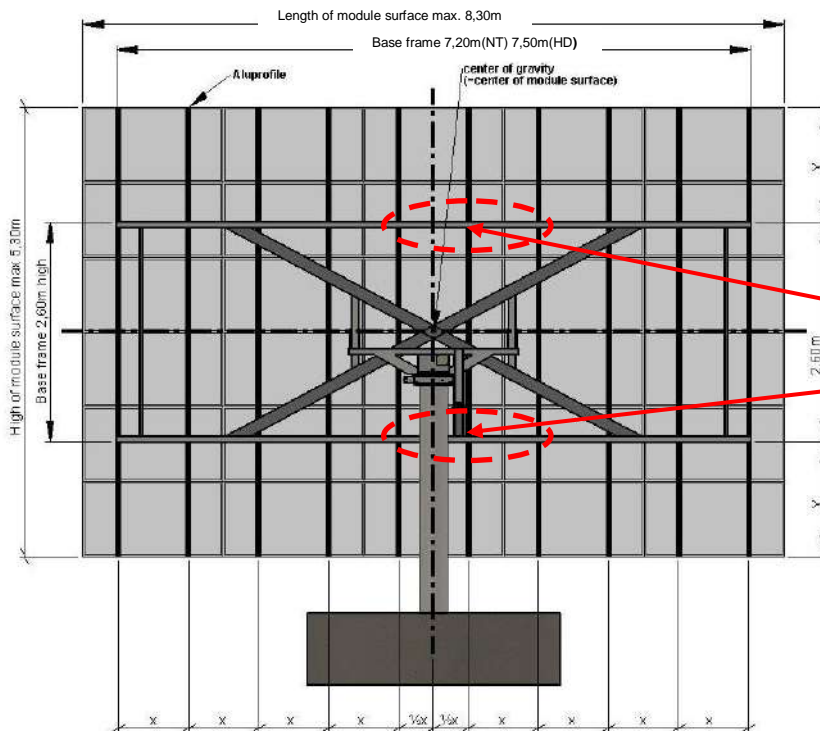 Length of module surface max. 8,30m
Base frame 7,20m(NT) 7,50m(HD)
Aluprofile
center of gravity
(=center of module surface)
High of module surface max 5,30m
Base frame 2,60m high
Y
2,60m
Y
x
x
x
x
½x
½x
x
x
x
x